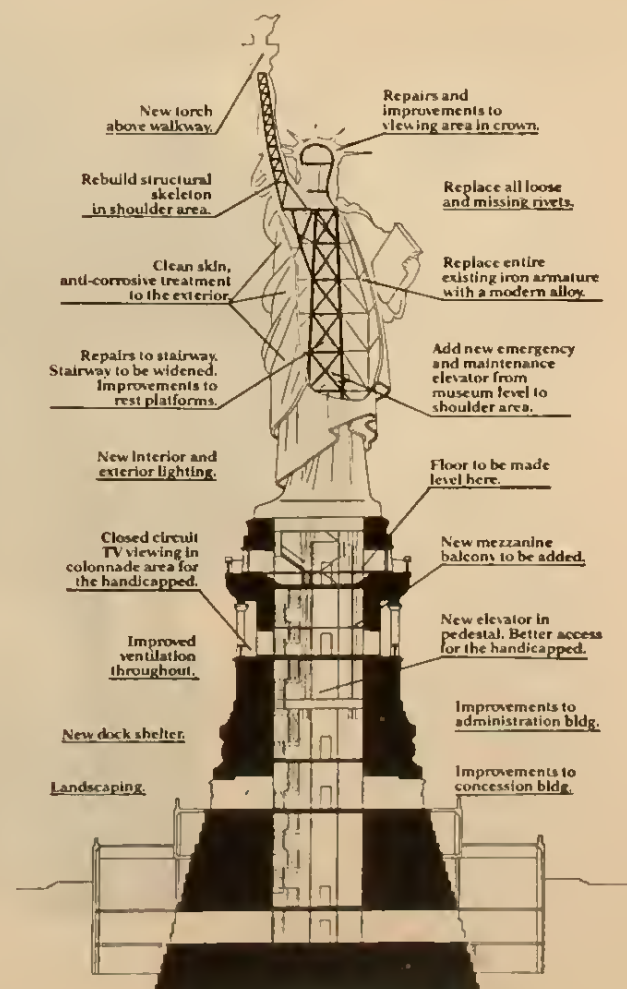 New torch
above walkway.
Repairs and
improvements to
viewing area in crown.
Rebuild structural
skeleton
in shoulder area.
Replace all loose
and missing rivets.
Clean skin,
anti-corrosive treatment
to the exterior.
Replace entire
existing iron armature
with a modern alloy.
Repairs to stairway.
Stairway to be widened.
Improvements to
rest platforms.
Add new emergency
and maintenance
elevator from
museum level to
shoulder area.
New interior and
exterior lighting.
Floor to be made
level here.
Closed circuit
TV viewing in
colonnade area for
the handicapped.
New mezzanine
balcony to be added.
Improved
ventilation
throughout.
New elevator in
pedestal. Better access
for the handicapped.
New dock shelter.
Improvements to
administration bldg.
Landscaping.
Improvements to
concession bldg.